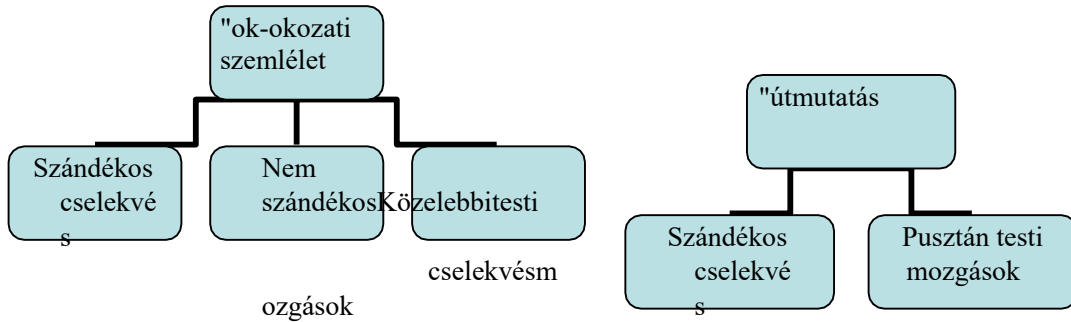 "ok-okozati
szemlélet
"útmutatás
Szándékos
cselekvé
s
Nem
szándékosKözelebbitesti
cselekvésm
ozgások
Szándékos
cselekvé
s
Pusztán testi
mozgások